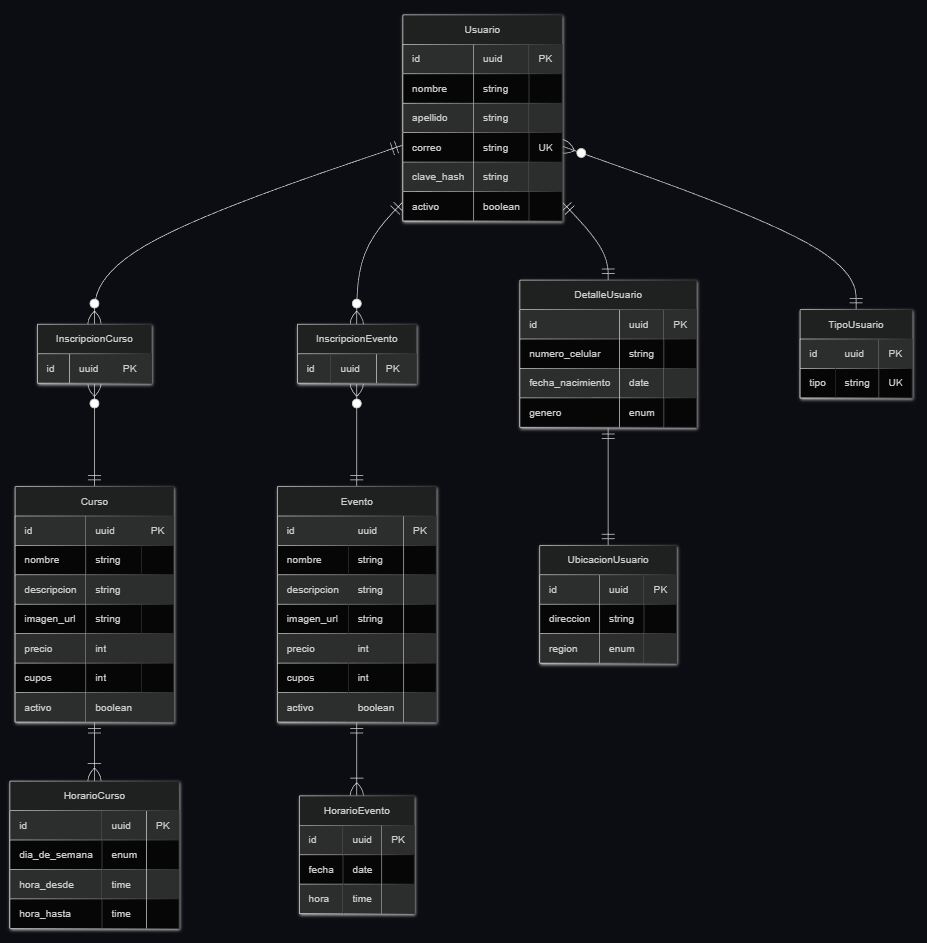 Usuario
id uuid PK
nombre string
apellido string
correo string UK
clave_hash string
activo boolean
InscripcionCurso
id uuid PK
InscripcionEvento
id uuid PK
DetalleUsuario
id uuid PK
numero_celular string
fecha_nacimiento date
genero enum
TipoUsuario
id uuid PK
tipo string UK
Curso
id uuid PK
nombre string
descripcion string
imagen_url string
precio int
cupos int
activo boolean
Evento
id uuid PK
nombre string
descripcion string
imagen_url string
precio int
cupos int
activo boolean
UbicacionUsuario
id uuid PK
direccion string
region enum
HorarioCurso
id uuid PK
dia_de_semana enum
hora_desde time
hora_hasta time
HorarioEvento
id uuid PK
fecha date
hora time